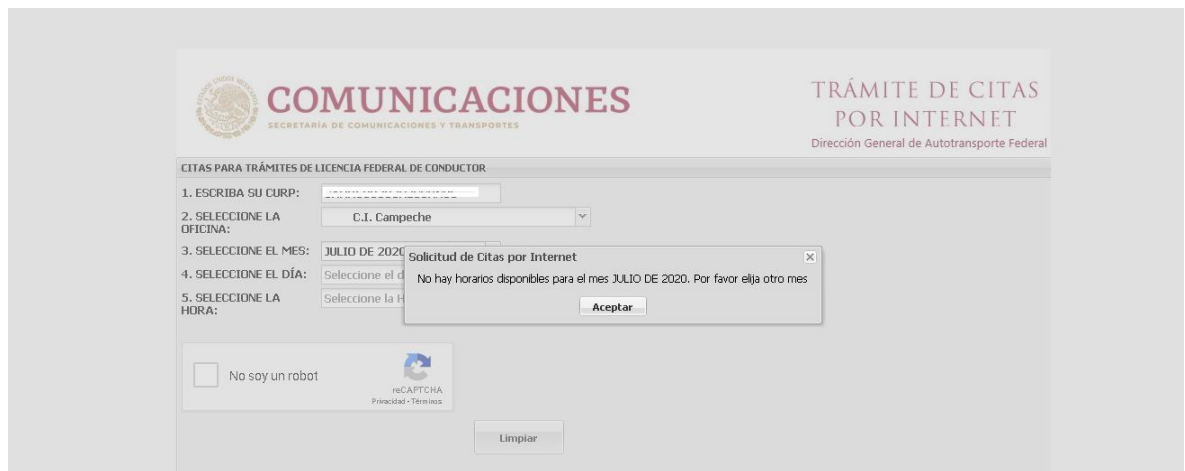 COMUNICACIONES
SECRETARÍA DE COMUNICACIONES Y TRANSPORTES
TRÁMITE DE CITAS
POR INTERNET
Dirección General de Autotransporte Federal
CITAS PARA TRÁMITES DE LICENCIA FEDERAL DE CONDUCTOR
1. ESCRIBA SU CURP:
2. SELECCIONE LA
OFICINA:
C.I. Campeche
3. SELECCIONE EL MES: JULIO DE 2020
4. SELECCIONE EL DÍA: Seleccione el d
5. SELECCIONE LA
HORA:
Seleccione la H
Solicitud de Citas por Internet
No hay horarios disponibles para el mes JULIO DE 2020. Por favor elija otro mes
Aceptar
No soy un robot
reCAPTCHA
Privacidad - Términos
Limpiar